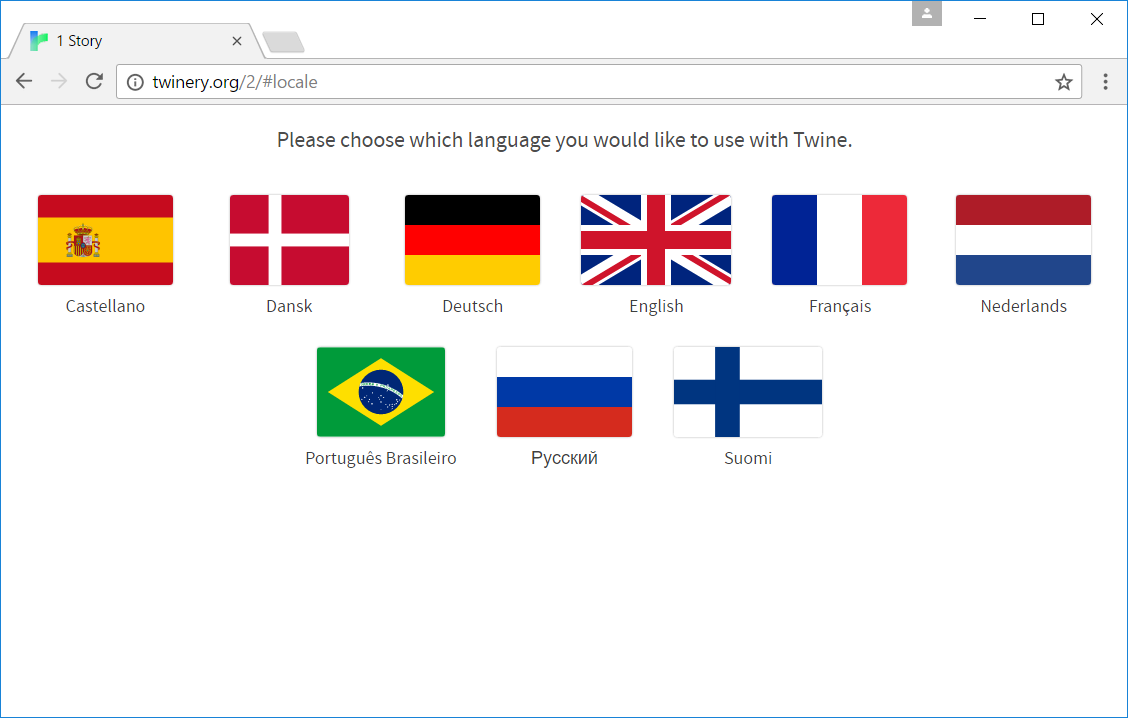 1 Story
twinery.org/2/#locale
Please choose which language you would like to use with Twine.
Castellano
Dansk
Deutsch
English
Français
Nederlands
Português Brasileiro
Русский
Suomi